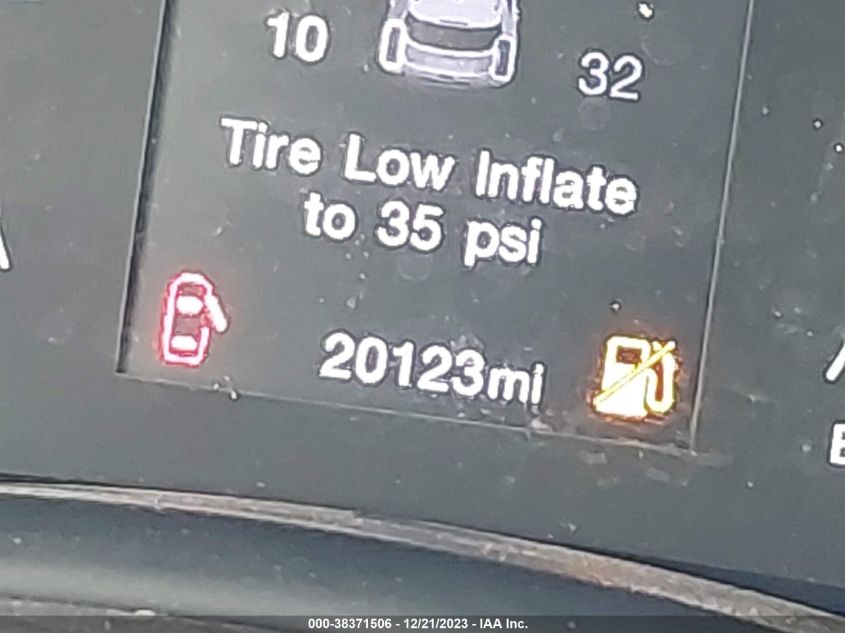 10 32
Tire Low Inflate
to 35 psi
20123mi
E
000-38371506 - 12/21/2023 - IAA Inc.